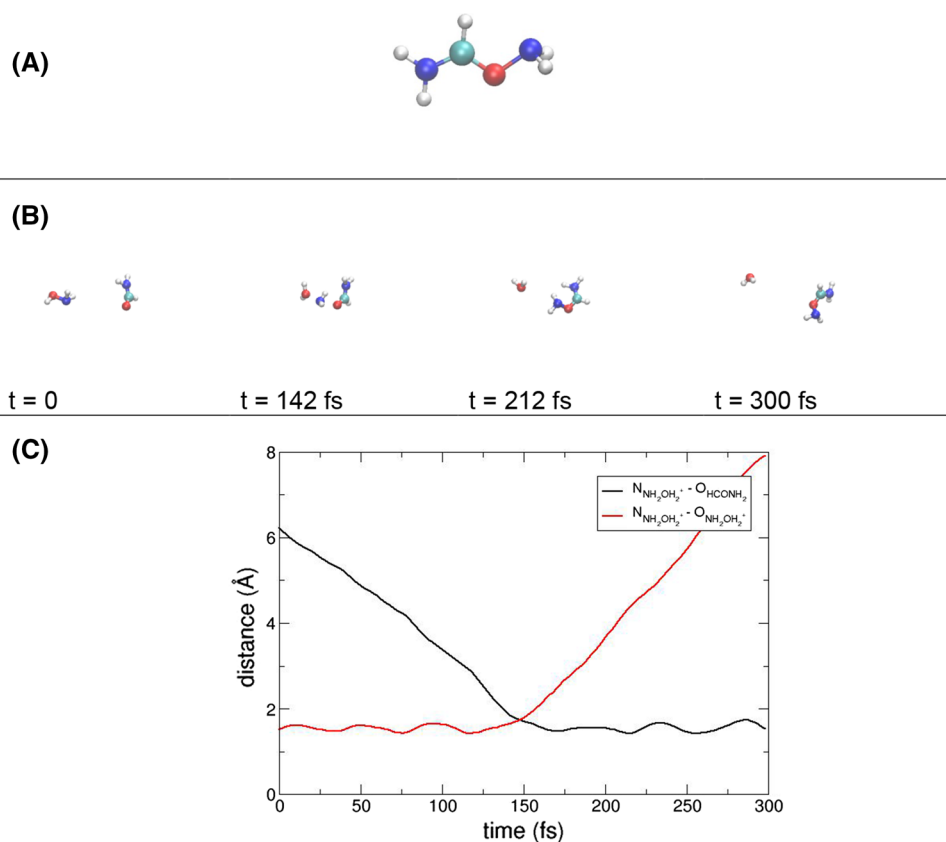 (A)
(B)
t = 0
t = 142 fs
t = 212 fs
t = 300 fs
(C)
8
6
4
2
0
distance (Å)
N_NH₂OH₂⁺ - O_HCONH₂
N_NH₂OH₂⁺ - O_NH₂OH₂⁺
0 50 100 150 200 250 300
time (fs)